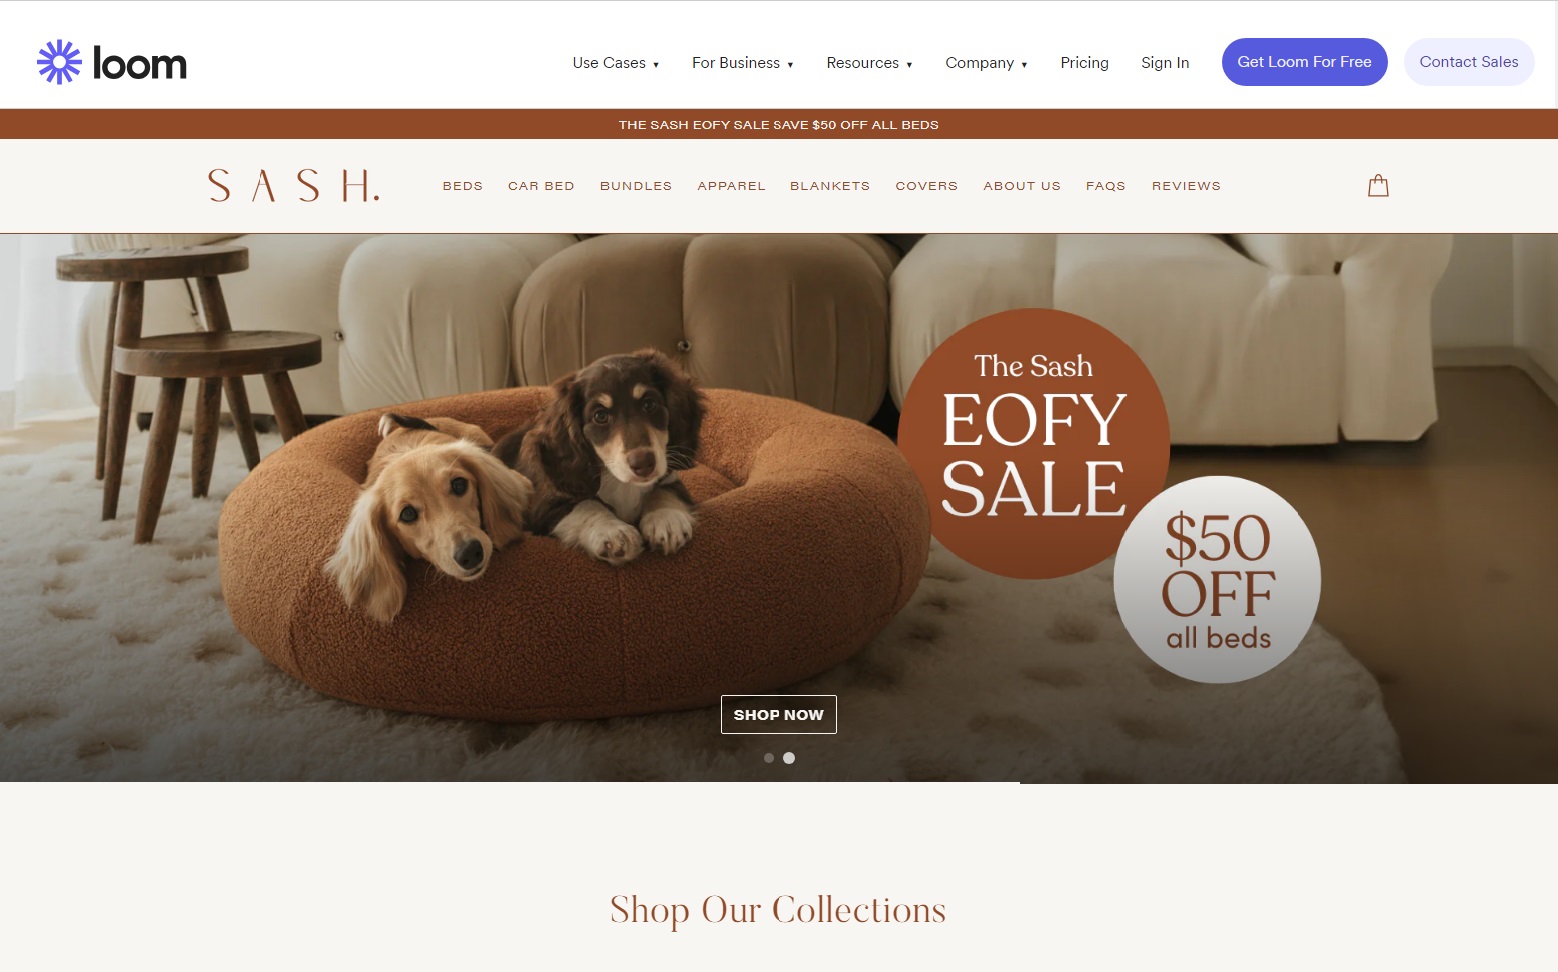 loom
Use Cases ▾ For Business ▾ Resources ▾ Company ▾ Pricing Sign In Get Loom For Free Contact Sales
THE SASH EOFY SALE SAVE $50 OFF ALL BEDS
SASH. BEDS CAR BED BUNDLES APPAREL BLANKETS COVERS ABOUT US FAQS REVIEWS
The Sash
EOFY
SALE
$50
OFF
all beds
SHOP NOW
Shop Our Collections